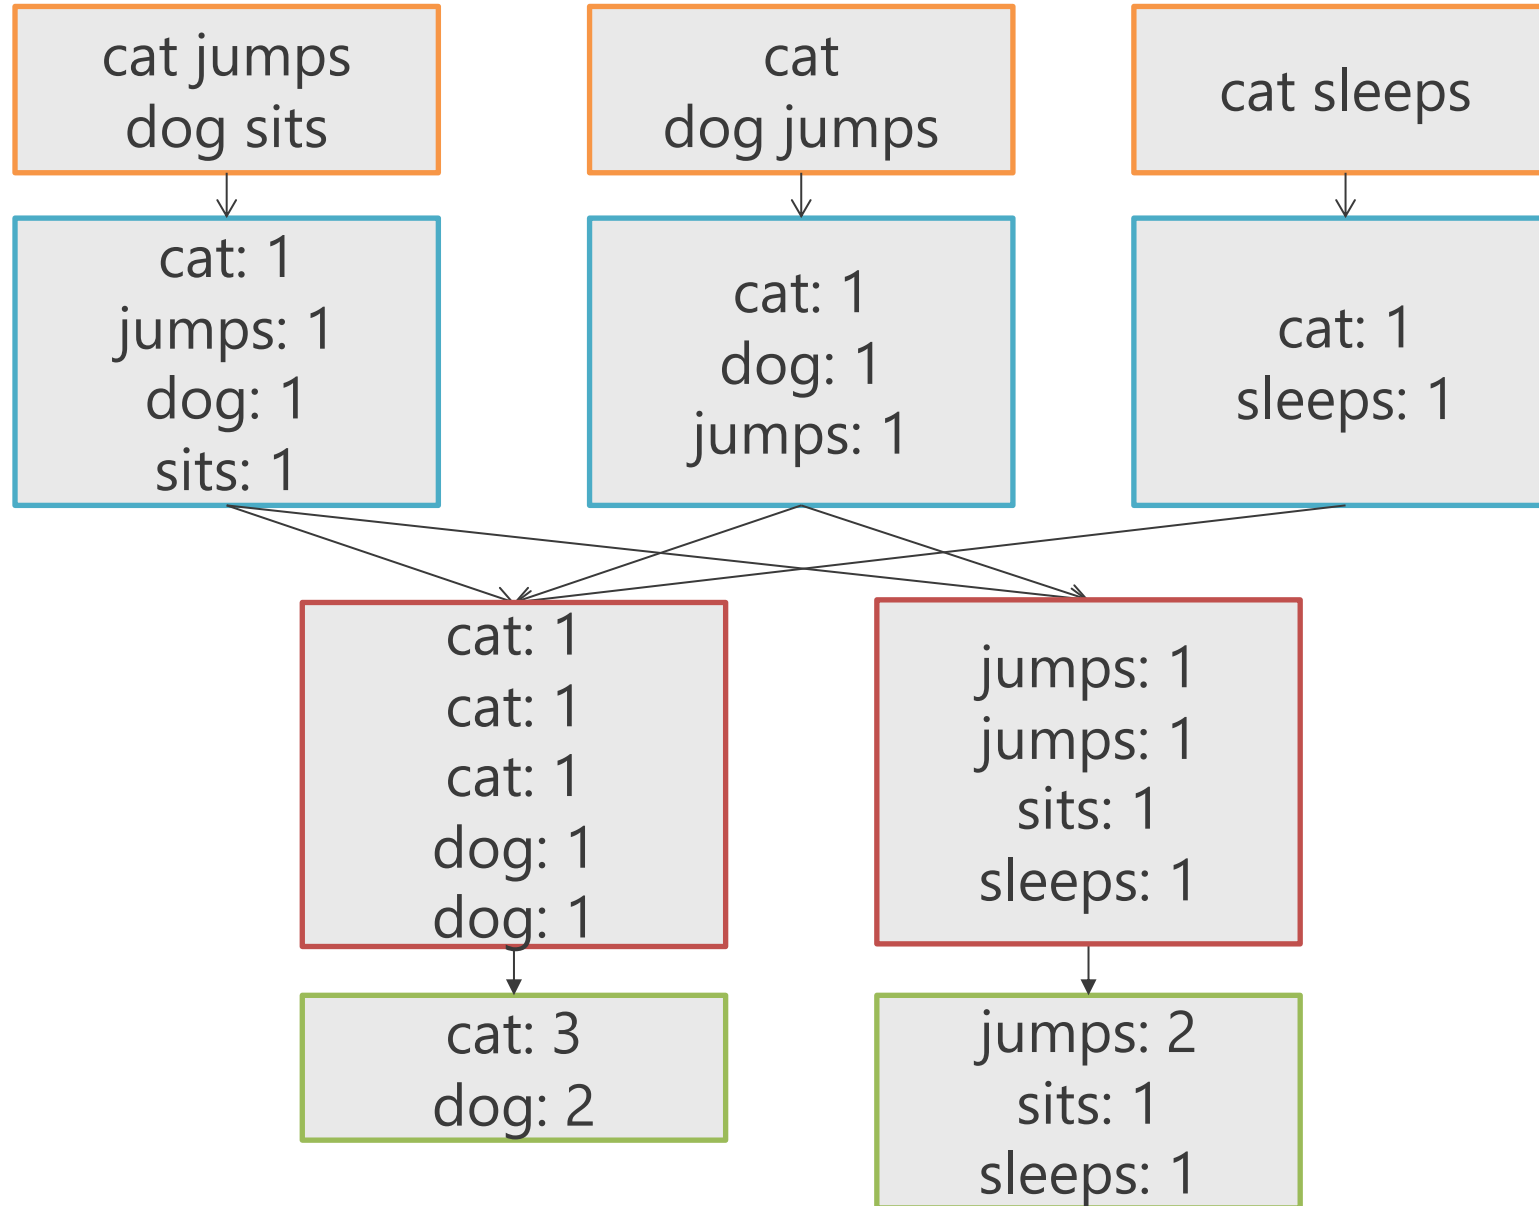 cat jumps
dog sits
cat
dog jumps
cat sleeps
cat: 1
jumps: 1
dog: 1
sits: 1
cat: 1
dog: 1
jumps: 1
cat: 1
sleeps: 1
cat: 1
cat: 1
cat: 1
dog: 1
dog: 1
jumps: 1
jumps: 1
sits: 1
sleeps: 1
cat: 3
dog: 2
jumps: 2
sits: 1
sleeps: 1